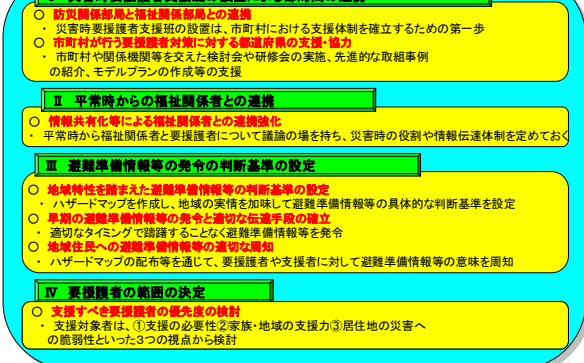 ○ 防災関係部局と福祉関係部局との連携
・ 災害時要援護者支援班の設置は、市町村における支援体制を確立するための第一歩
○ 市町村が行う要援護者対策に対する都道府県の支援・協力
・ 市町村や関係機関等を交えた検討会や研修会の実施、先進的な取組事例
の紹介、モデルプランの作成等の支援
Ⅱ 平常時からの福祉関係者との連携
○ 情報共有化等による福祉関係者との連携強化
・ 平常時から福祉関係者と要援護者について議論の場を持ち、災害時の役割や情報伝達体制を定めておく
Ⅲ 避難準備情報等の発令の判断基準の設定
○ 地域特性を踏まえた避難準備情報等の判断基準の設定
・ ハザードマップを作成し、地域の実情を加味して避難準備情報等の具体的な判断基準を設定
○ 早期の避難準備情報等の発令と適切な伝達手段の確立
・ 適切なタイミングで躊躇することなく避難準備情報等を発令
○ 地域住民への避難準備情報等の適切な周知
・ ハザードマップの配布等を通じて、要援護者や支援者に対して避難準備情報等の意味を周知
Ⅳ 要援護者の範囲の決定
○ 支援すべき要援護者の優先度の検討
・ 支援対象者は、①支援の必要性②家族・地域の支援力③居住地の災害へ
の脆弱性といった3つの視点から検討